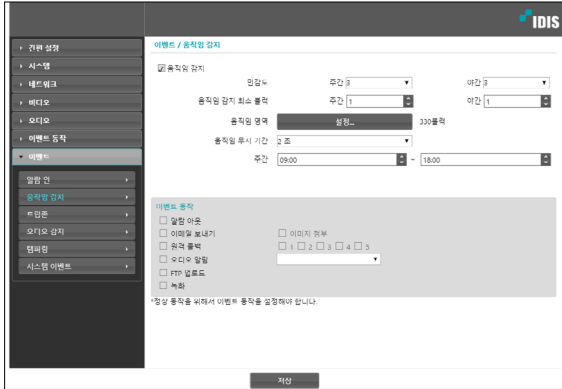 IDIS
간편 설정
시스템
네트워크
비디오
오디오
이벤트 동작
이벤트
알람 인
움직임 감지
트립존
오디오 감지
탬퍼링
시스템 이벤트
이벤트 / 움직임 감지
움직임 감지
민감도 주간 3 야간 3
움직임 감지 최소 블럭 주간 1 야간 1
움직임 영역 설정... 330블럭
움직임 무시 기간 2 초
주간 09:00 ~ 18:00
이벤트 동작
알람 아웃
이메일 보내기 이미지 첨부
원격 콜백 1 2 3 4 5
오디오 알림
FTP 업로드
녹화
*정상 동작을 위해서 이벤트 동작을 설정해야 합니다.
저장